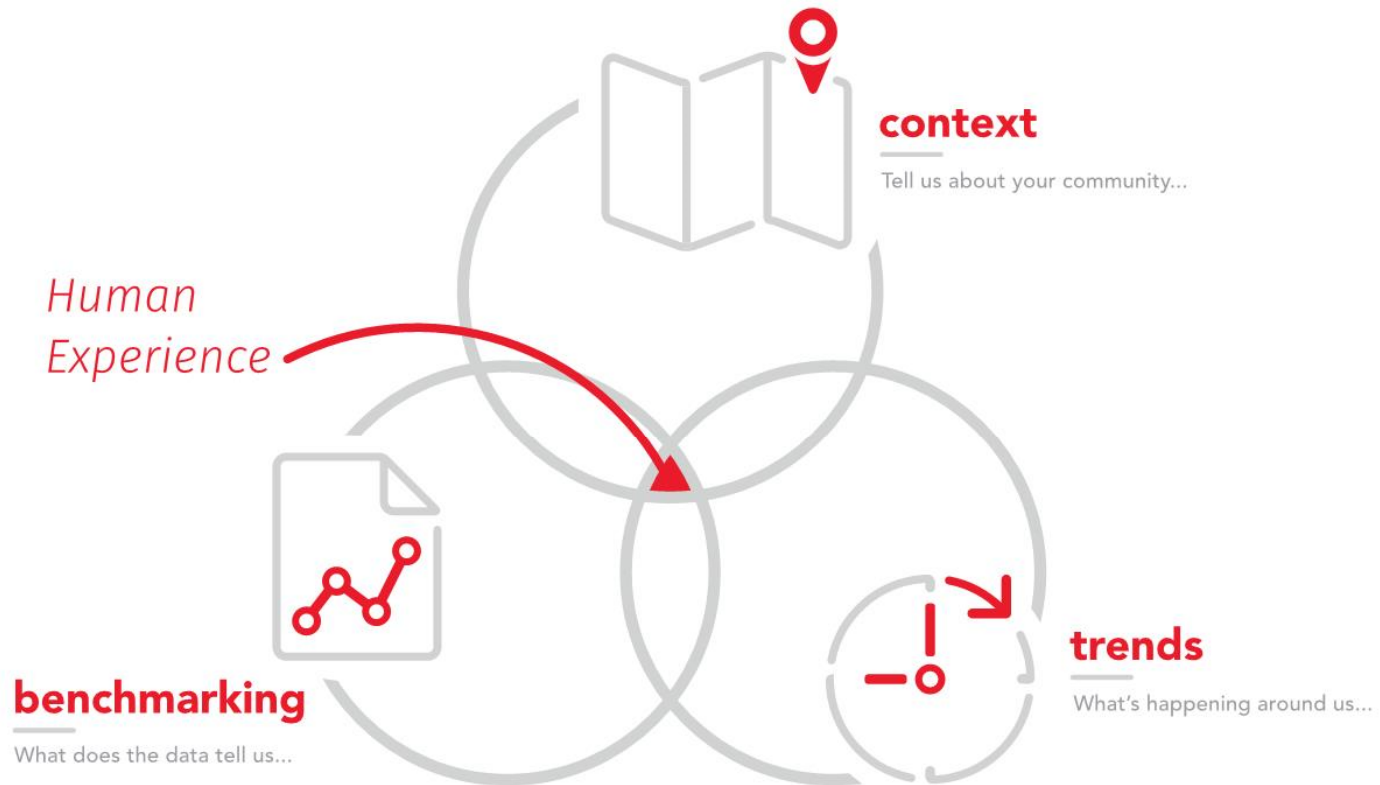 context
Tell us about your community...
Human
Experience
trends
What's happening around us...
benchmarking
What does the data tell us...